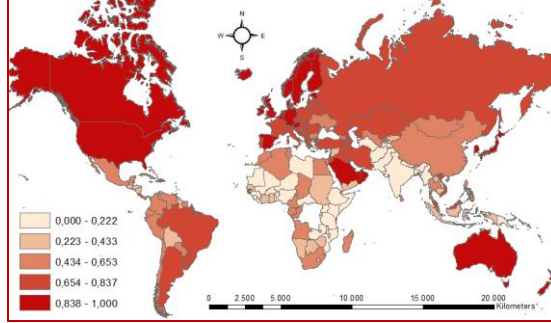 N
W E
S
0,000 - 0,222
0,223 - 0,433
0,434 - 0,653
0,654 - 0,837
0,838 - 1,000
0 2 500 5 000 10 000 15 000 20 000
Kilometers